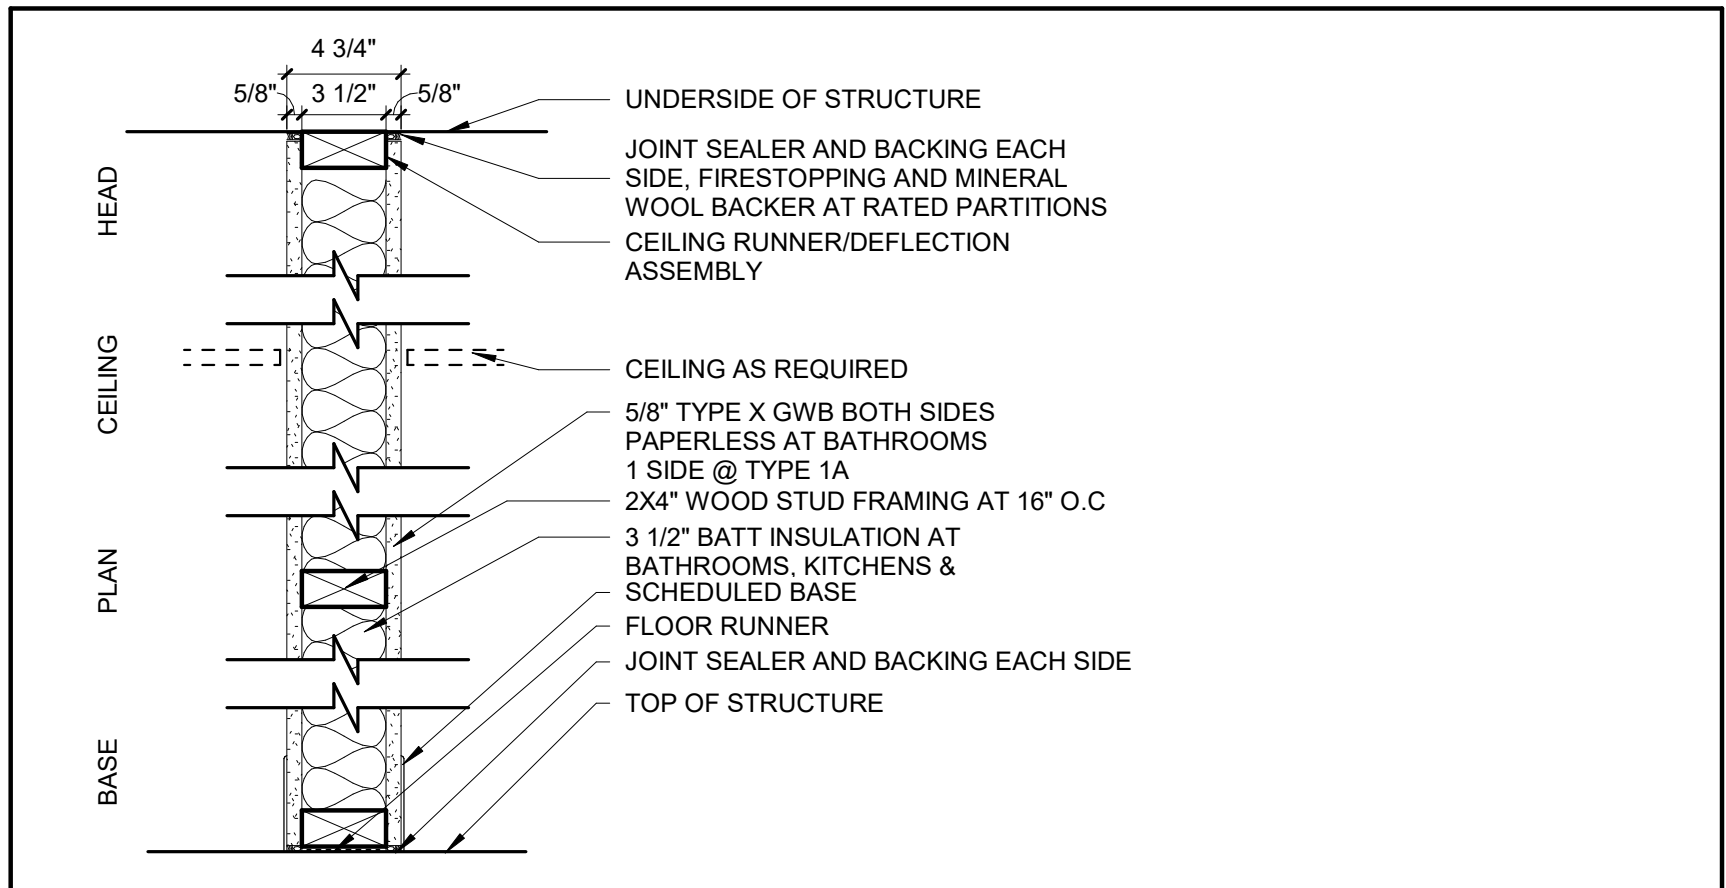 4 3/4"
5/8" 3 1/2" 5/8"
UNDERSIDE OF STRUCTURE
JOINT SEALER AND BACKING EACH
SIDE, FIRESTOPPING AND MINERAL
WOOL BACKER AT RATED PARTITIONS
CEILING RUNNER/DEFLECTION
ASSEMBLY
HEAD
CEILING AS REQUIRED
CEILING
5/8" TYPE X GWB BOTH SIDES
PAPERLESS AT BATHROOMS
1 SIDE @ TYPE 1A
2X4" WOOD STUD FRAMING AT 16" O.C
3 1/2" BATT INSULATION AT
BATHROOMS, KITCHENS &
SCHEDULED BASE
PLAN
FLOOR RUNNER
JOINT SEALER AND BACKING EACH SIDE
TOP OF STRUCTURE
BASE